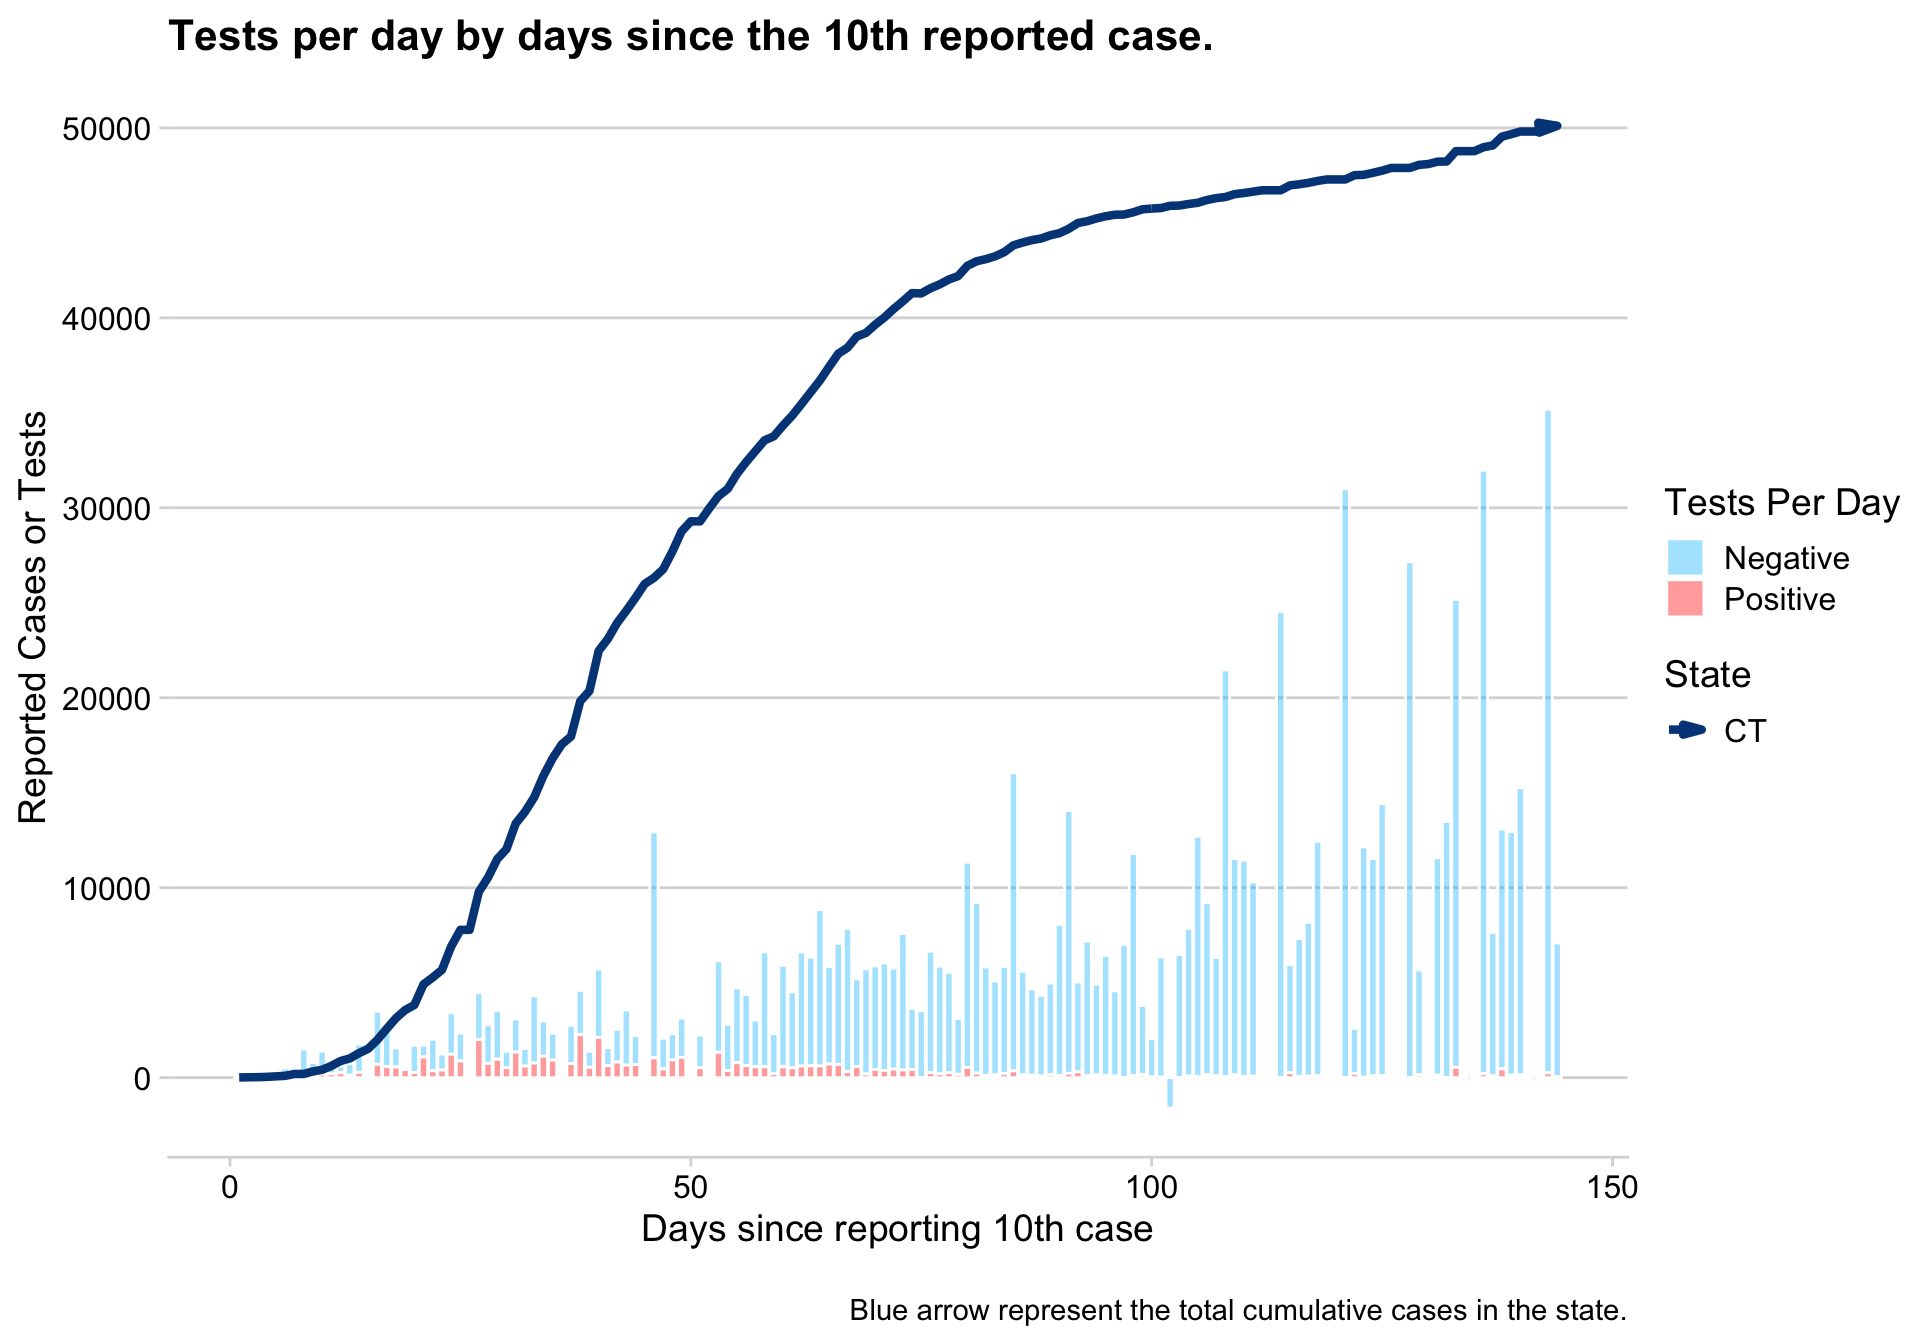 Tests per day by days since the 10th reported case.
50000
40000
30000
20000
10000
0
Reported Cases or Tests
0 50 100 150
Days since reporting 10th case
Tests Per Day
Negative
Positive
State
CT
Blue arrow represent the total cumulative cases in the state.